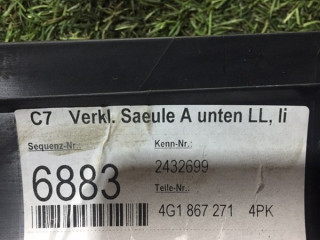 C7 Verkl. Saeule A unten LL, li
Sequenz-Nr.: Kenn-Nr.:
6883 2432699
Teile-Nr.:
4G1 867 271 4PK